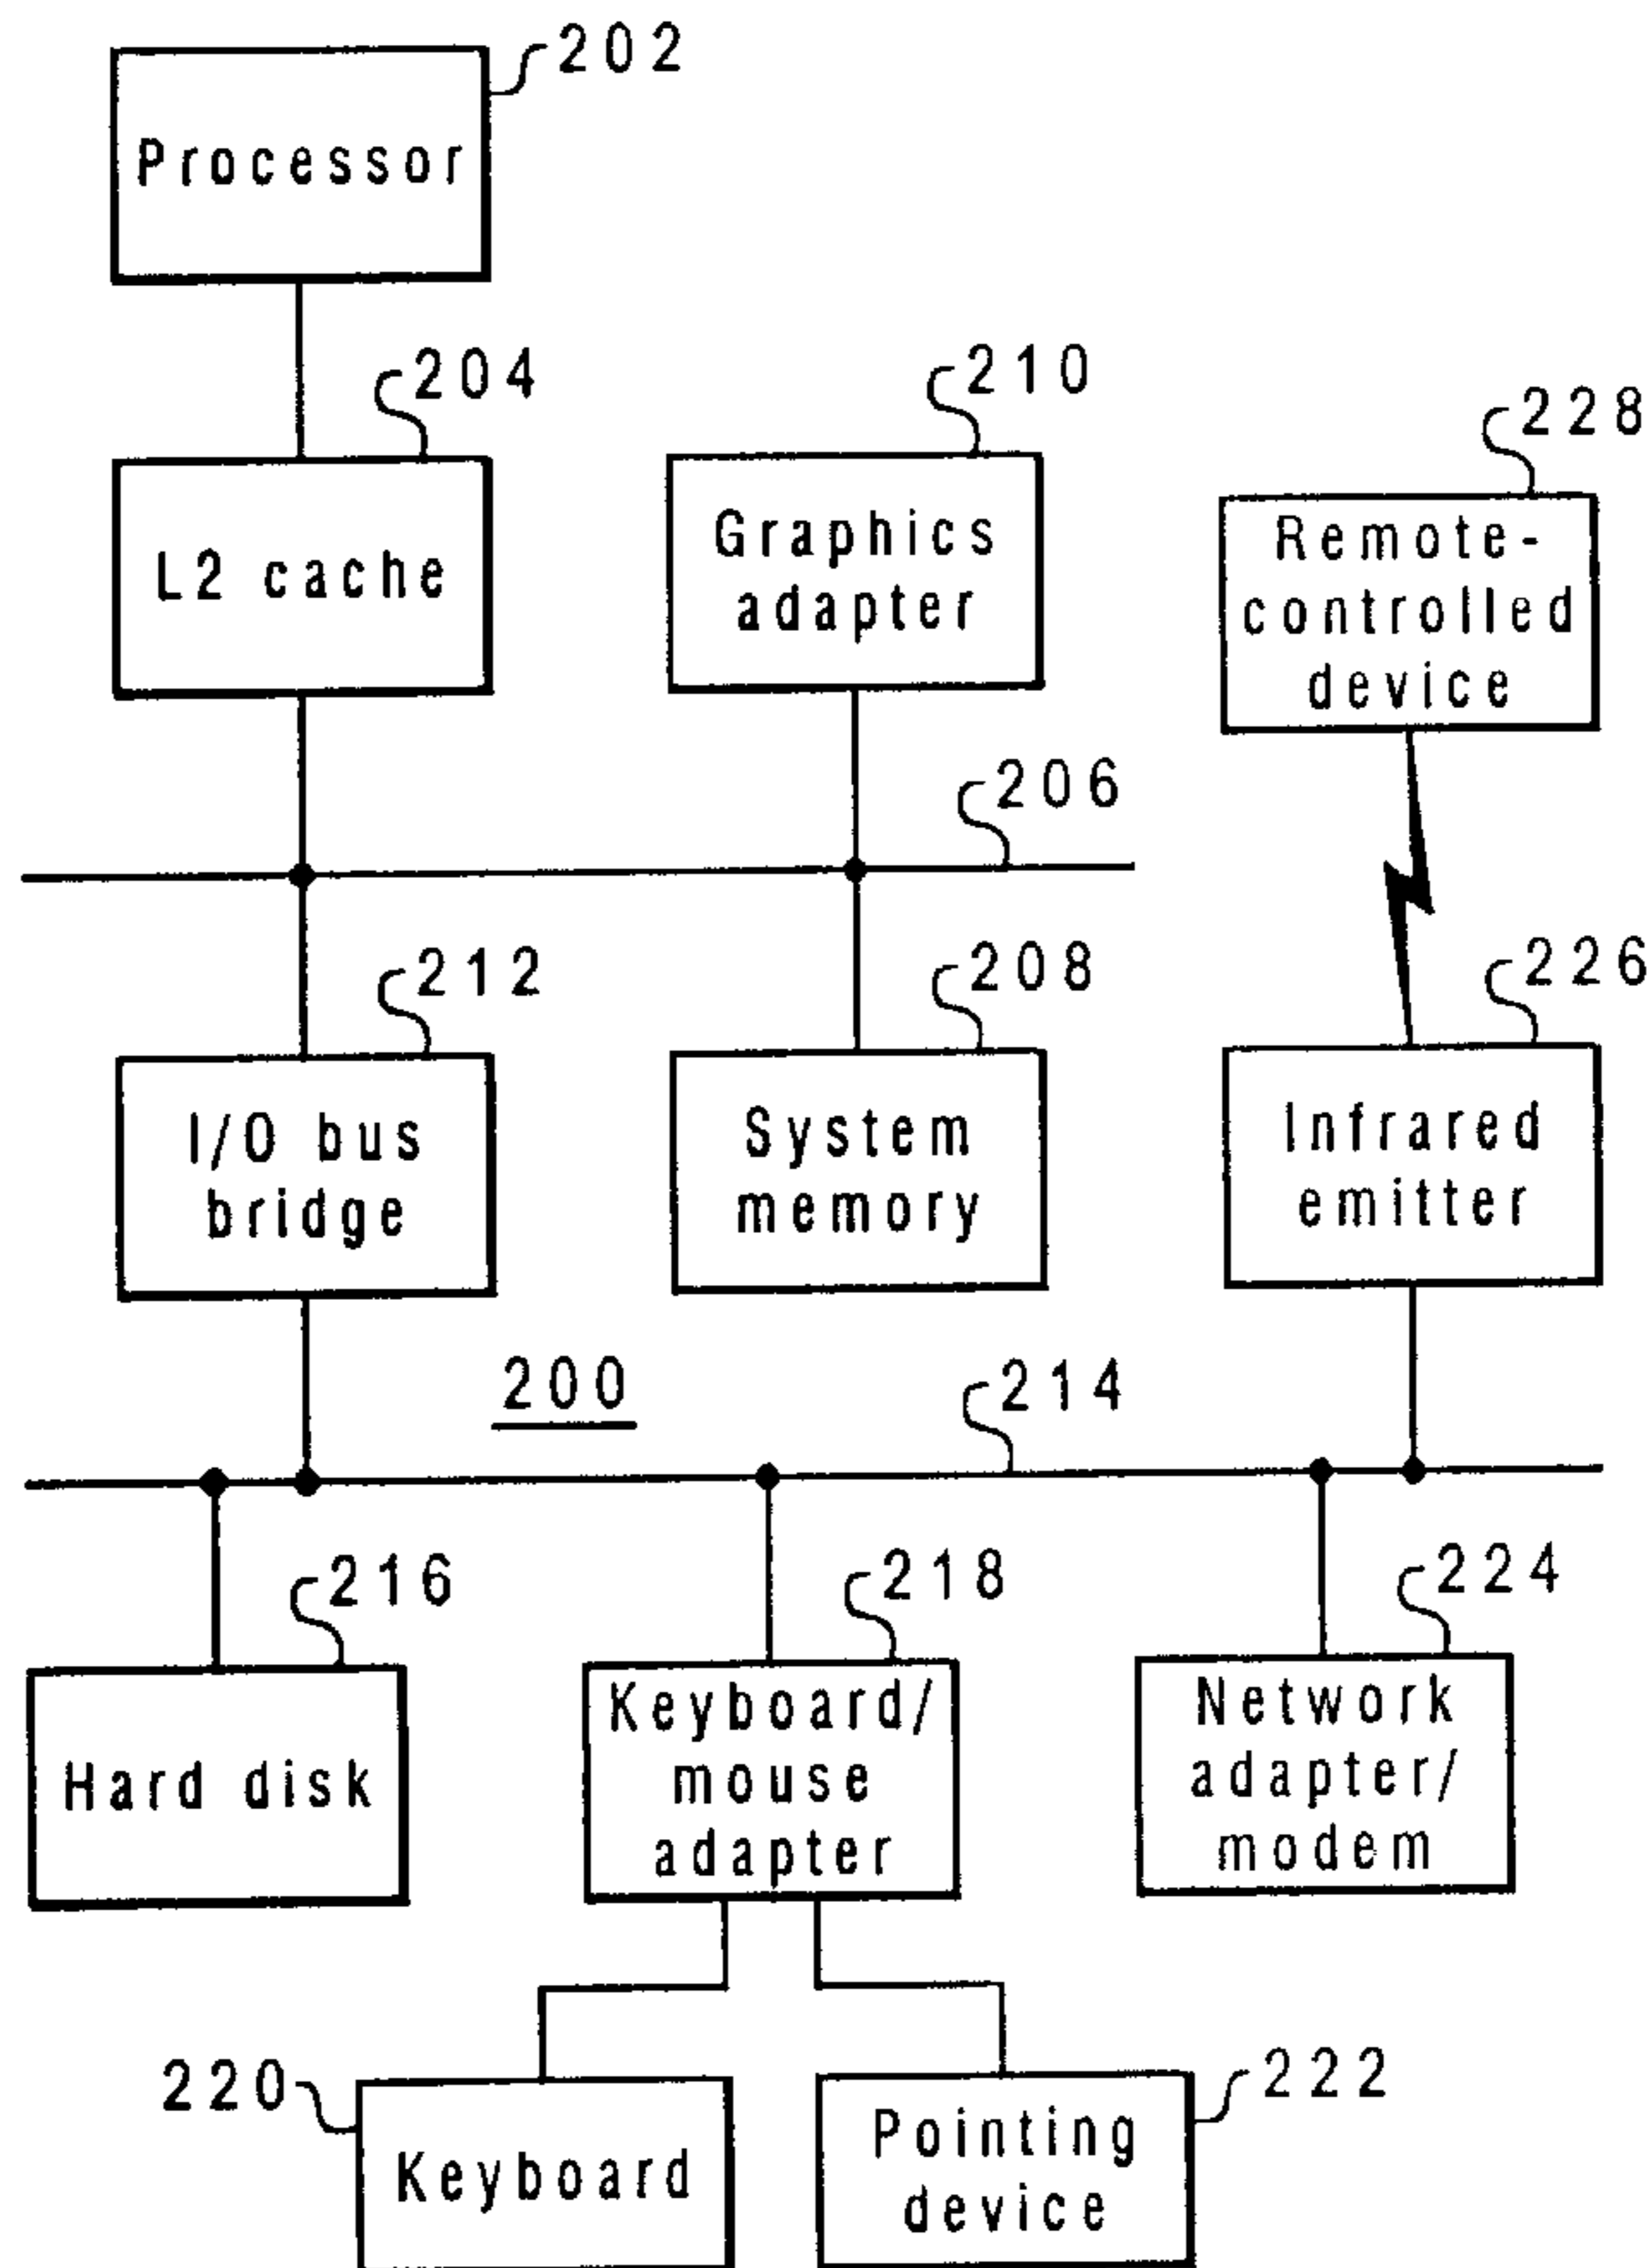 202
Processor
204
210
228
L2 cache
Graphics
adapter
Remote-
controlled
device
206
212
208
226
I/O bus
bridge
System
memory
Infrared
emitter
200
214
216
218
224
Hard disk
Keyboard/
mouse
adapter
Network
adapter/
modem
220
Keyboard
Pointing
device
222